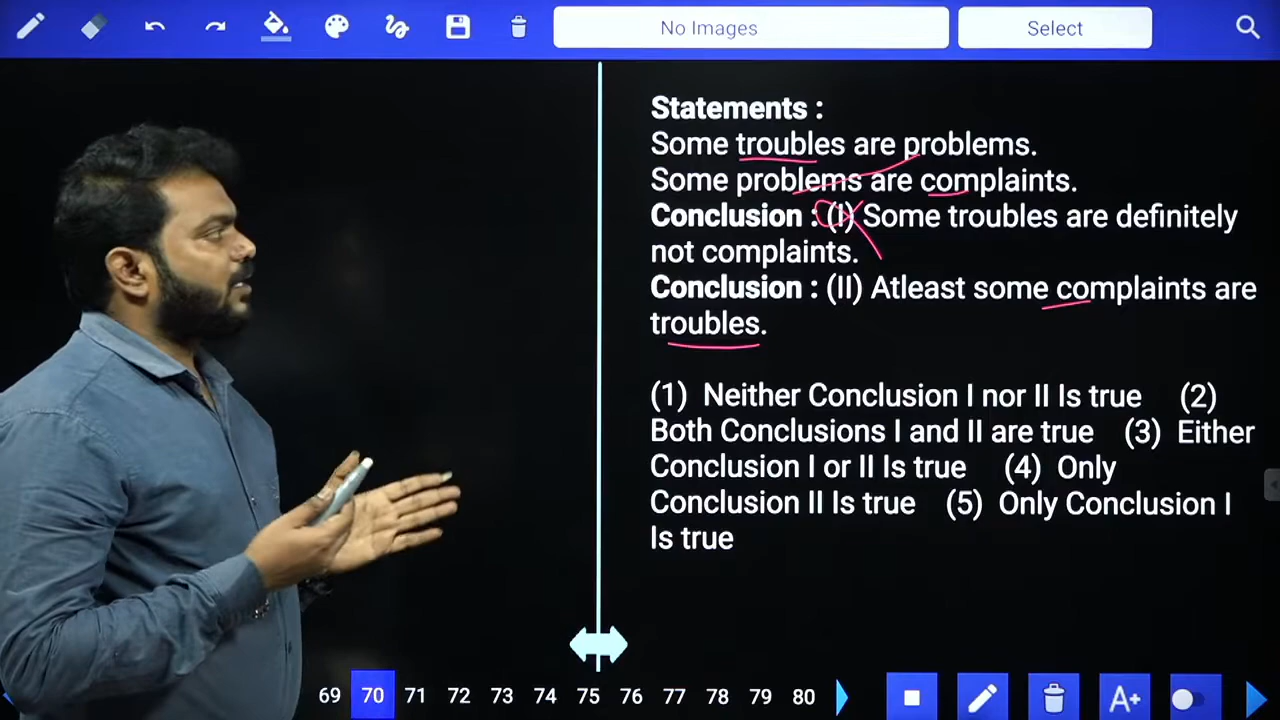 No Images
Select
Statements :
Some troubles are problems.
Some problems are complaints.
Conclusion : (I) Some troubles are definitely
not complaints.
Conclusion : (II) Atleast some complaints are
troubles.
(1) Neither Conclusion I nor II Is true (2)
Both Conclusions I and II are true (3) Either
Conclusion I or II Is true (4) Only
Conclusion II Is true (5) Only Conclusion I
Is true
69 70 71 72 73 74 75 76 77 78 79 80
A+